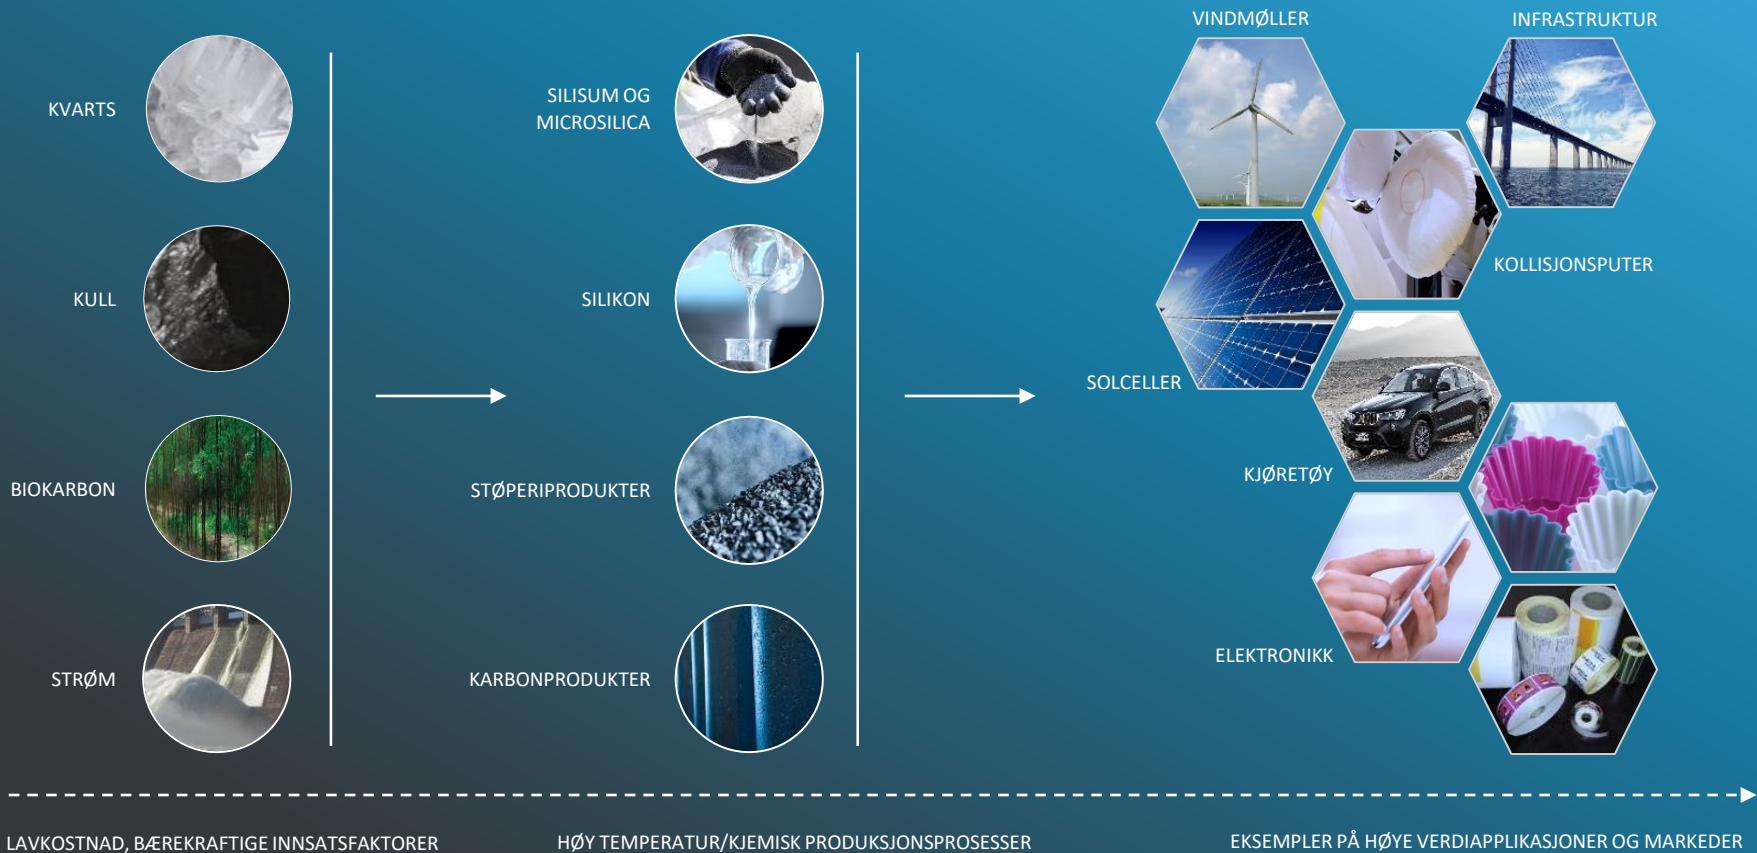 VINDMØLLER
INFRASTRUKTUR
KVARTS
SILISUM OG
MICROSILICA
KOLLISJONSPUTER
KULL
SILIKON
SOLCELLER
BIOKARBON
STØPERIPRODUKTER
KJØRETØY
STRØM
KARBONPRODUKTER
ELEKTRONIKK
LAVKOSTNAD, BÆREKRAFTIGE INNSATSFAKTORER
HØY TEMPERATUR/KJEMISK PRODUKSJONSPROSESSER
EKSEMPLER PÅ HØYE VERDIAPPLIKASJONER OG MARKEDER